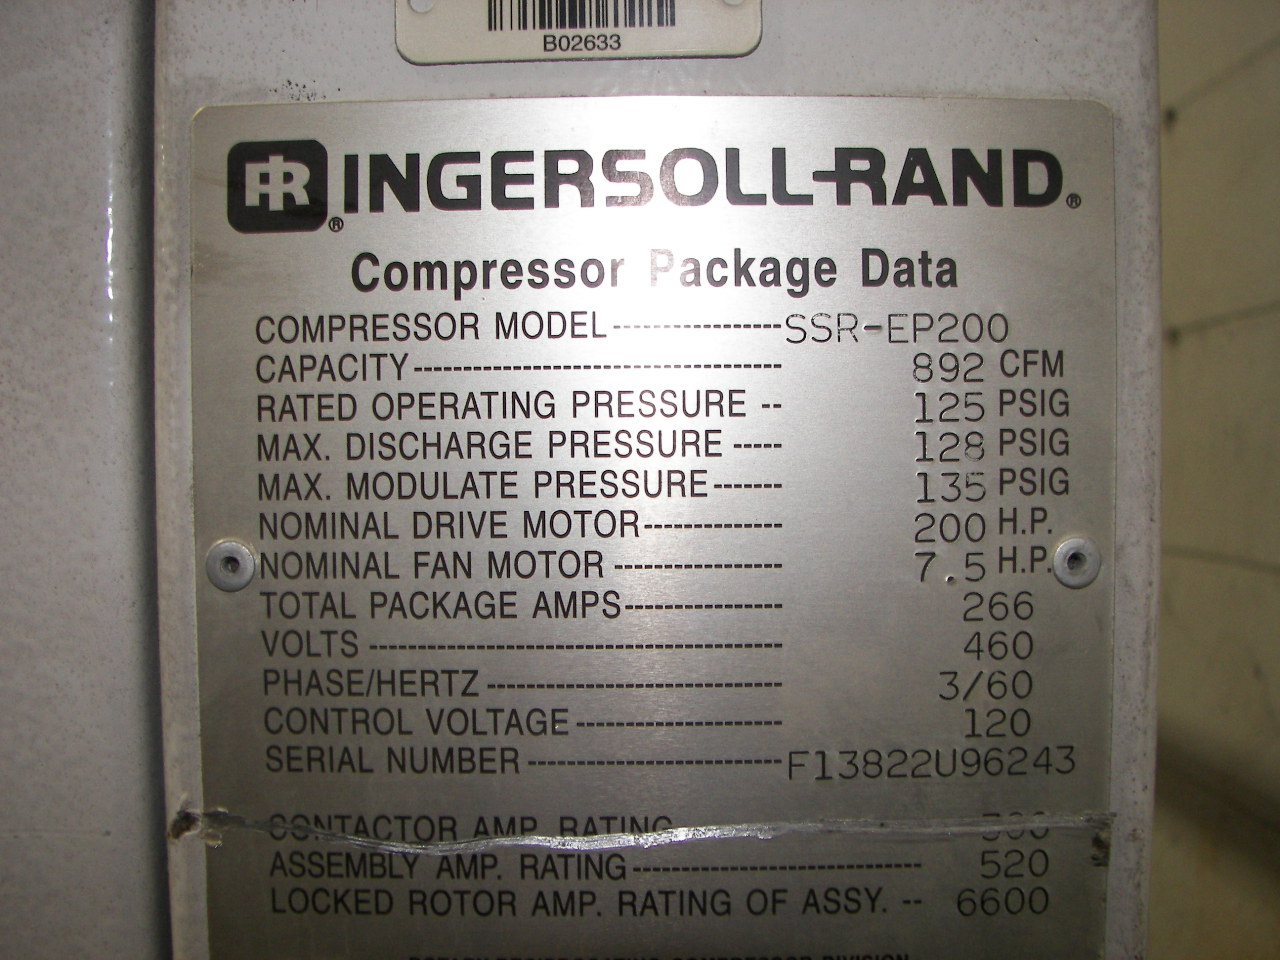 B02633
IR ® INGERSOLL-RAND®
Compressor Package Data
COMPRESSOR MODEL----------------SSR-EP200
CAPACITY------------------------------------ 892 CFM
RATED OPERATING PRESSURE -- 125 PSIG
MAX. DISCHARGE PRESSURE ----- 128 PSIG
MAX. MODULATE PRESSURE------- 135 PSIG
NOMINAL DRIVE MOTOR-------------- 200 H.P.
NOMINAL FAN MOTOR ----------------- 7.5 H.P.
TOTAL PACKAGE AMPS---------------- 266
VOLTS ----------------------------------------- 460
PHASE/HERTZ------------------------------ 3/60
CONTROL VOLTAGE--------------------- 120
SERIAL NUMBER--------------------------F13822U96243
CONTACTOR AMP. RATING
ASSEMBLY AMP. RATING----------------------------- 520
LOCKED ROTOR AMP. RATING OF ASSY. -- 6600